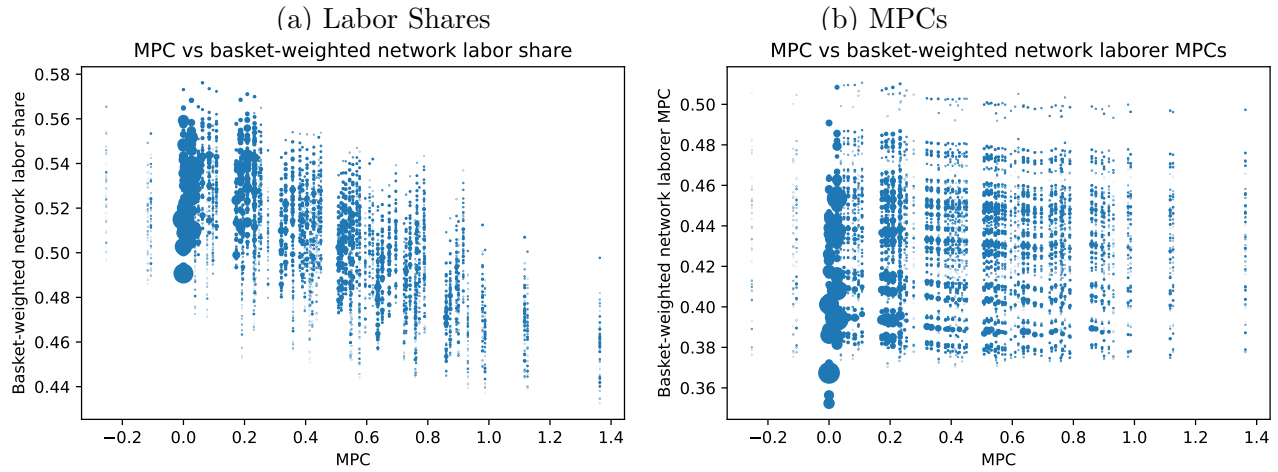 (a) Labor Shares
MPC vs basket-weighted network labor share
Basket-weighted network labor share
0.58
0.56
0.54
0.52
0.50
0.48
0.46
0.44
−0.2 0.0 0.2 0.4 0.6 0.8 1.0 1.2 1.4
MPC
(b) MPCs
MPC vs basket-weighted network laborer MPCs
Basket-weighted network laborer MPC
0.50
0.48
0.46
0.44
0.42
0.40
0.38
0.36
−0.2 0.0 0.2 0.4 0.6 0.8 1.0 1.2 1.4
MPC